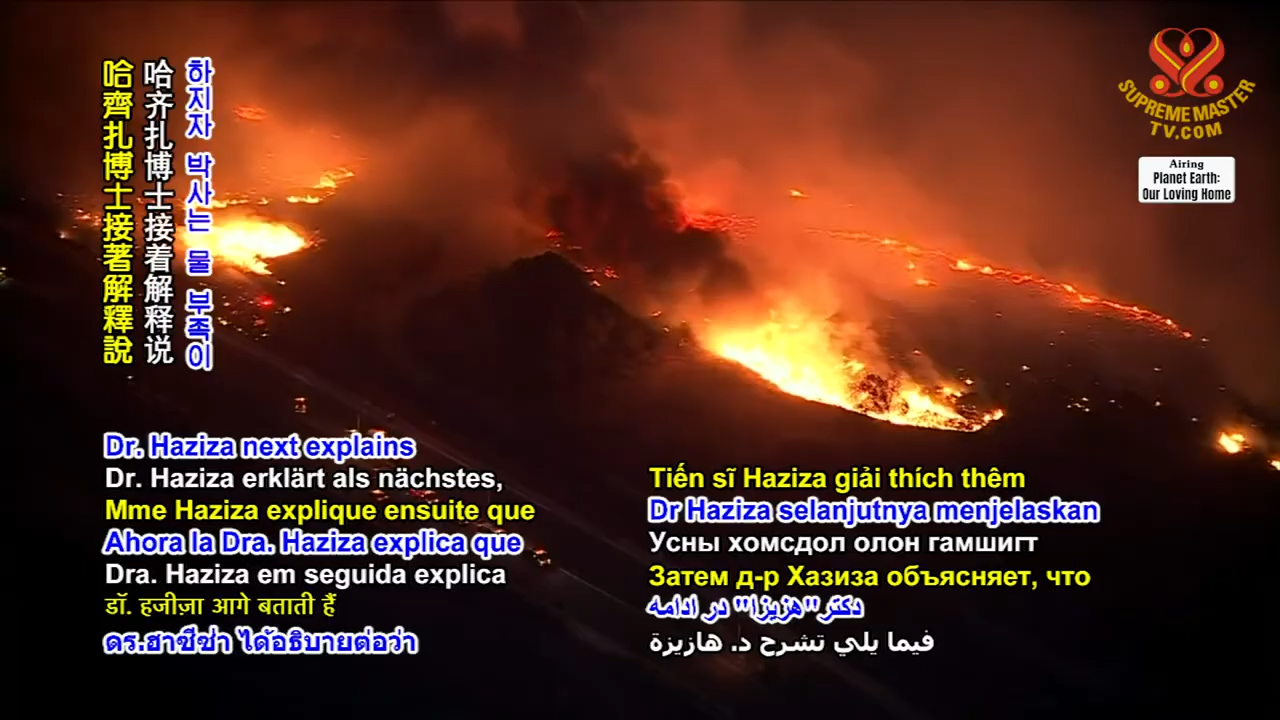 哈齊扎博士接著解釋說
哈齐扎博士接着解释说
하지자 박사는 물 부족이
SUPREME MASTER
TV.COM
Airing
Planet Earth:
Our Loving Home
Dr. Haziza next explains
Dr. Haziza erklärt als nächstes,
Mme Haziza explique ensuite que
Ahora la Dra. Haziza explica que
Dra. Haziza em seguida explica
डॉ. हजीज़ा आगे बताती हैं
ดร.ฮาซีซ่า ได้อธิบายต่อว่า
Tiến sĩ Haziza giải thích thêm
Dr Haziza selanjutnya menjelaskan
Усны хомсдол олон гамшигт
Затем д-р Хазиза объясняет, что
دکتر"هزیزا" در ادامه
فيما يلي تشرح د. هازيزة